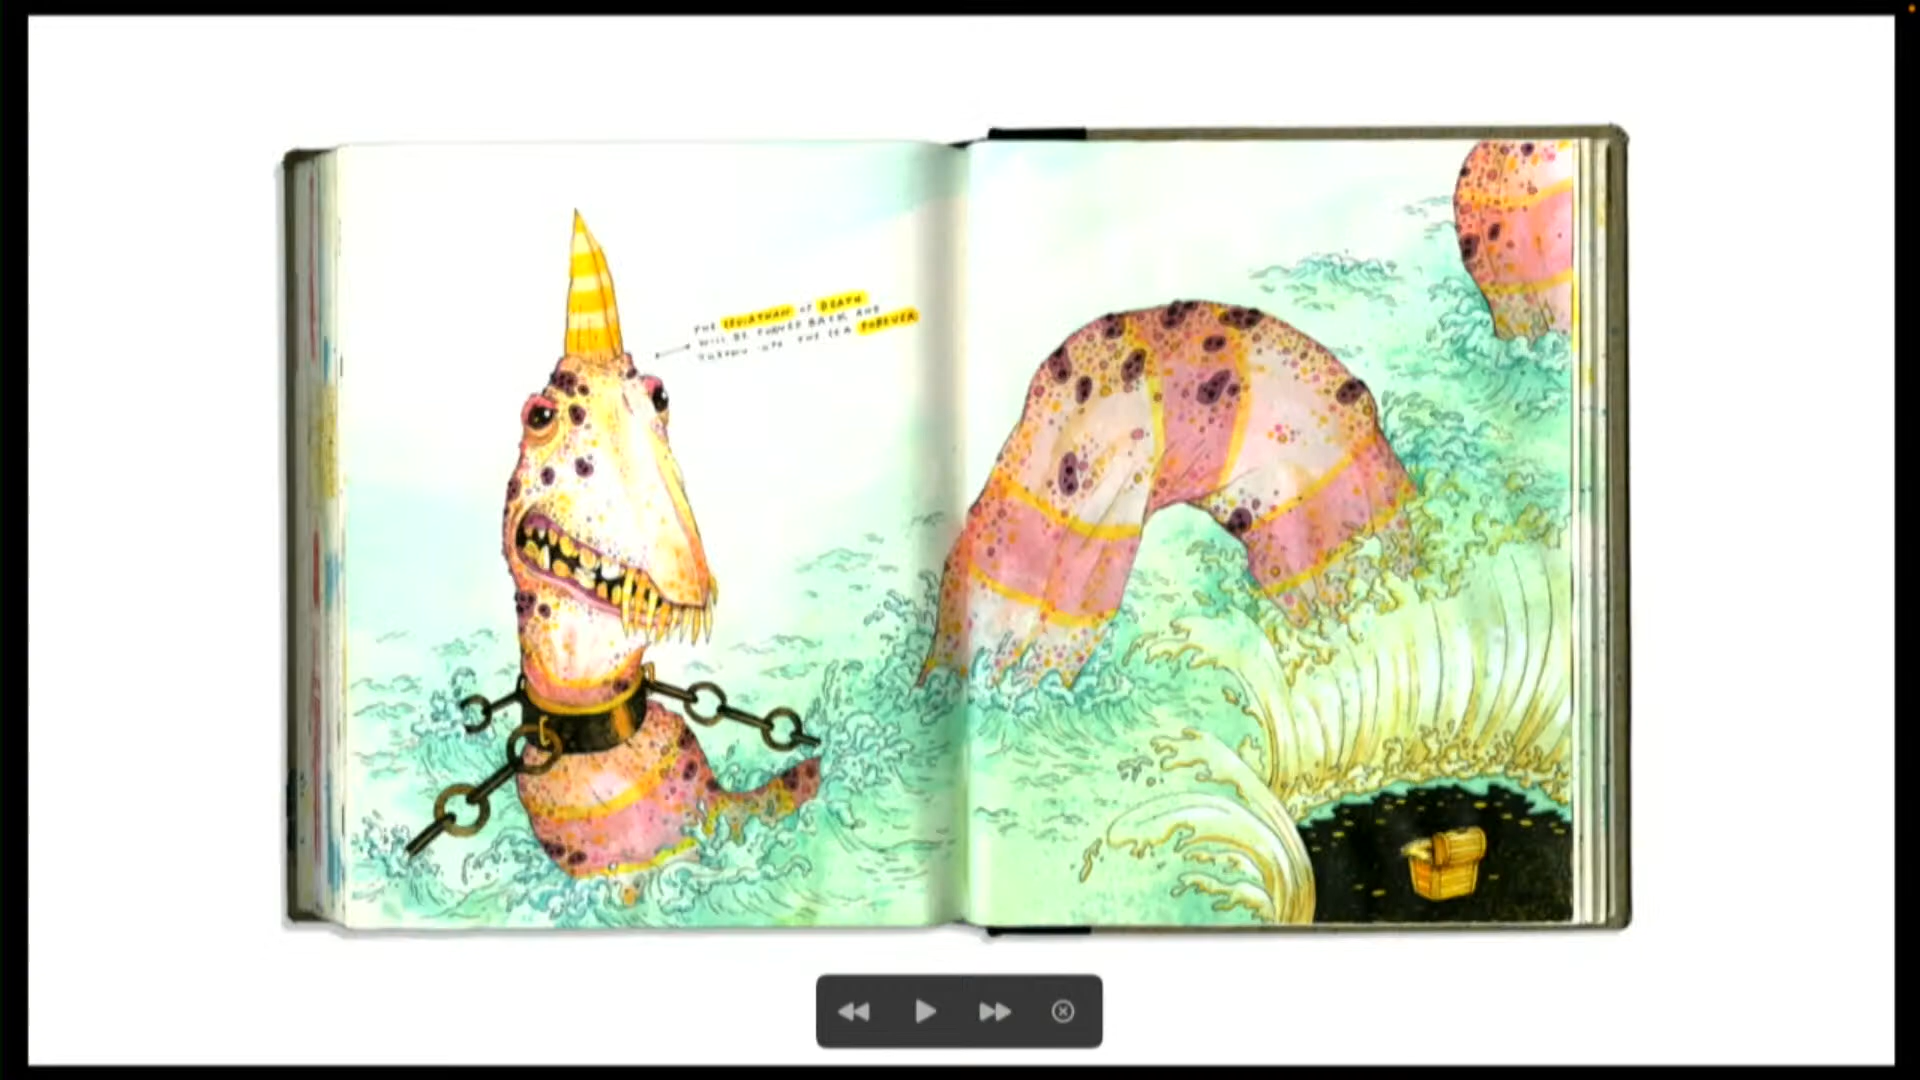 THE LEVIATHAN OF DEATH
WILL BE TURNED BACK AND
THROWN INTO THE SEA FOREVER